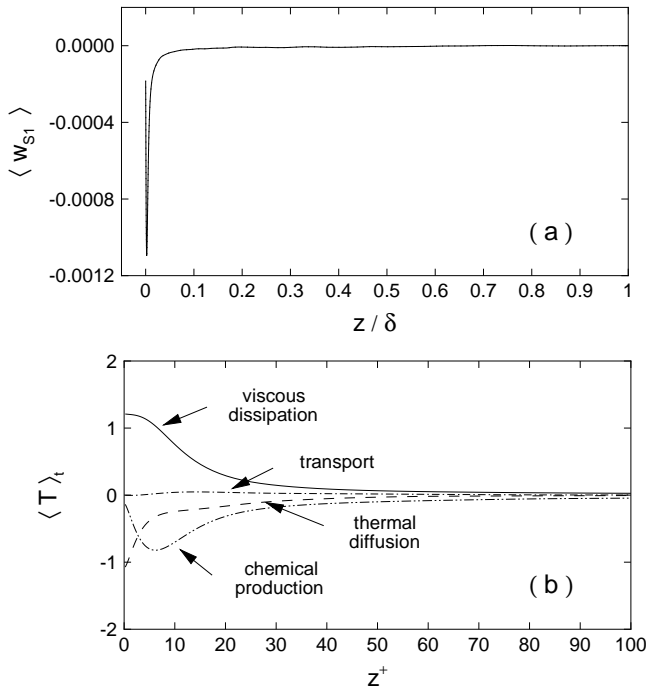 0.0000
-0.0004
-0.0008
-0.0012
⟨ w_S1 ⟩
( a )
0 0.1 0.2 0.3 0.4 0.5 0.6 0.7 0.8 0.9 1
z / δ
2
1
0
-1
-2
⟨ T ⟩_t
viscous
dissipation
transport
thermal
diffusion
chemical
production
( b )
0 10 20 30 40 50 60 70 80 90 100
z⁺